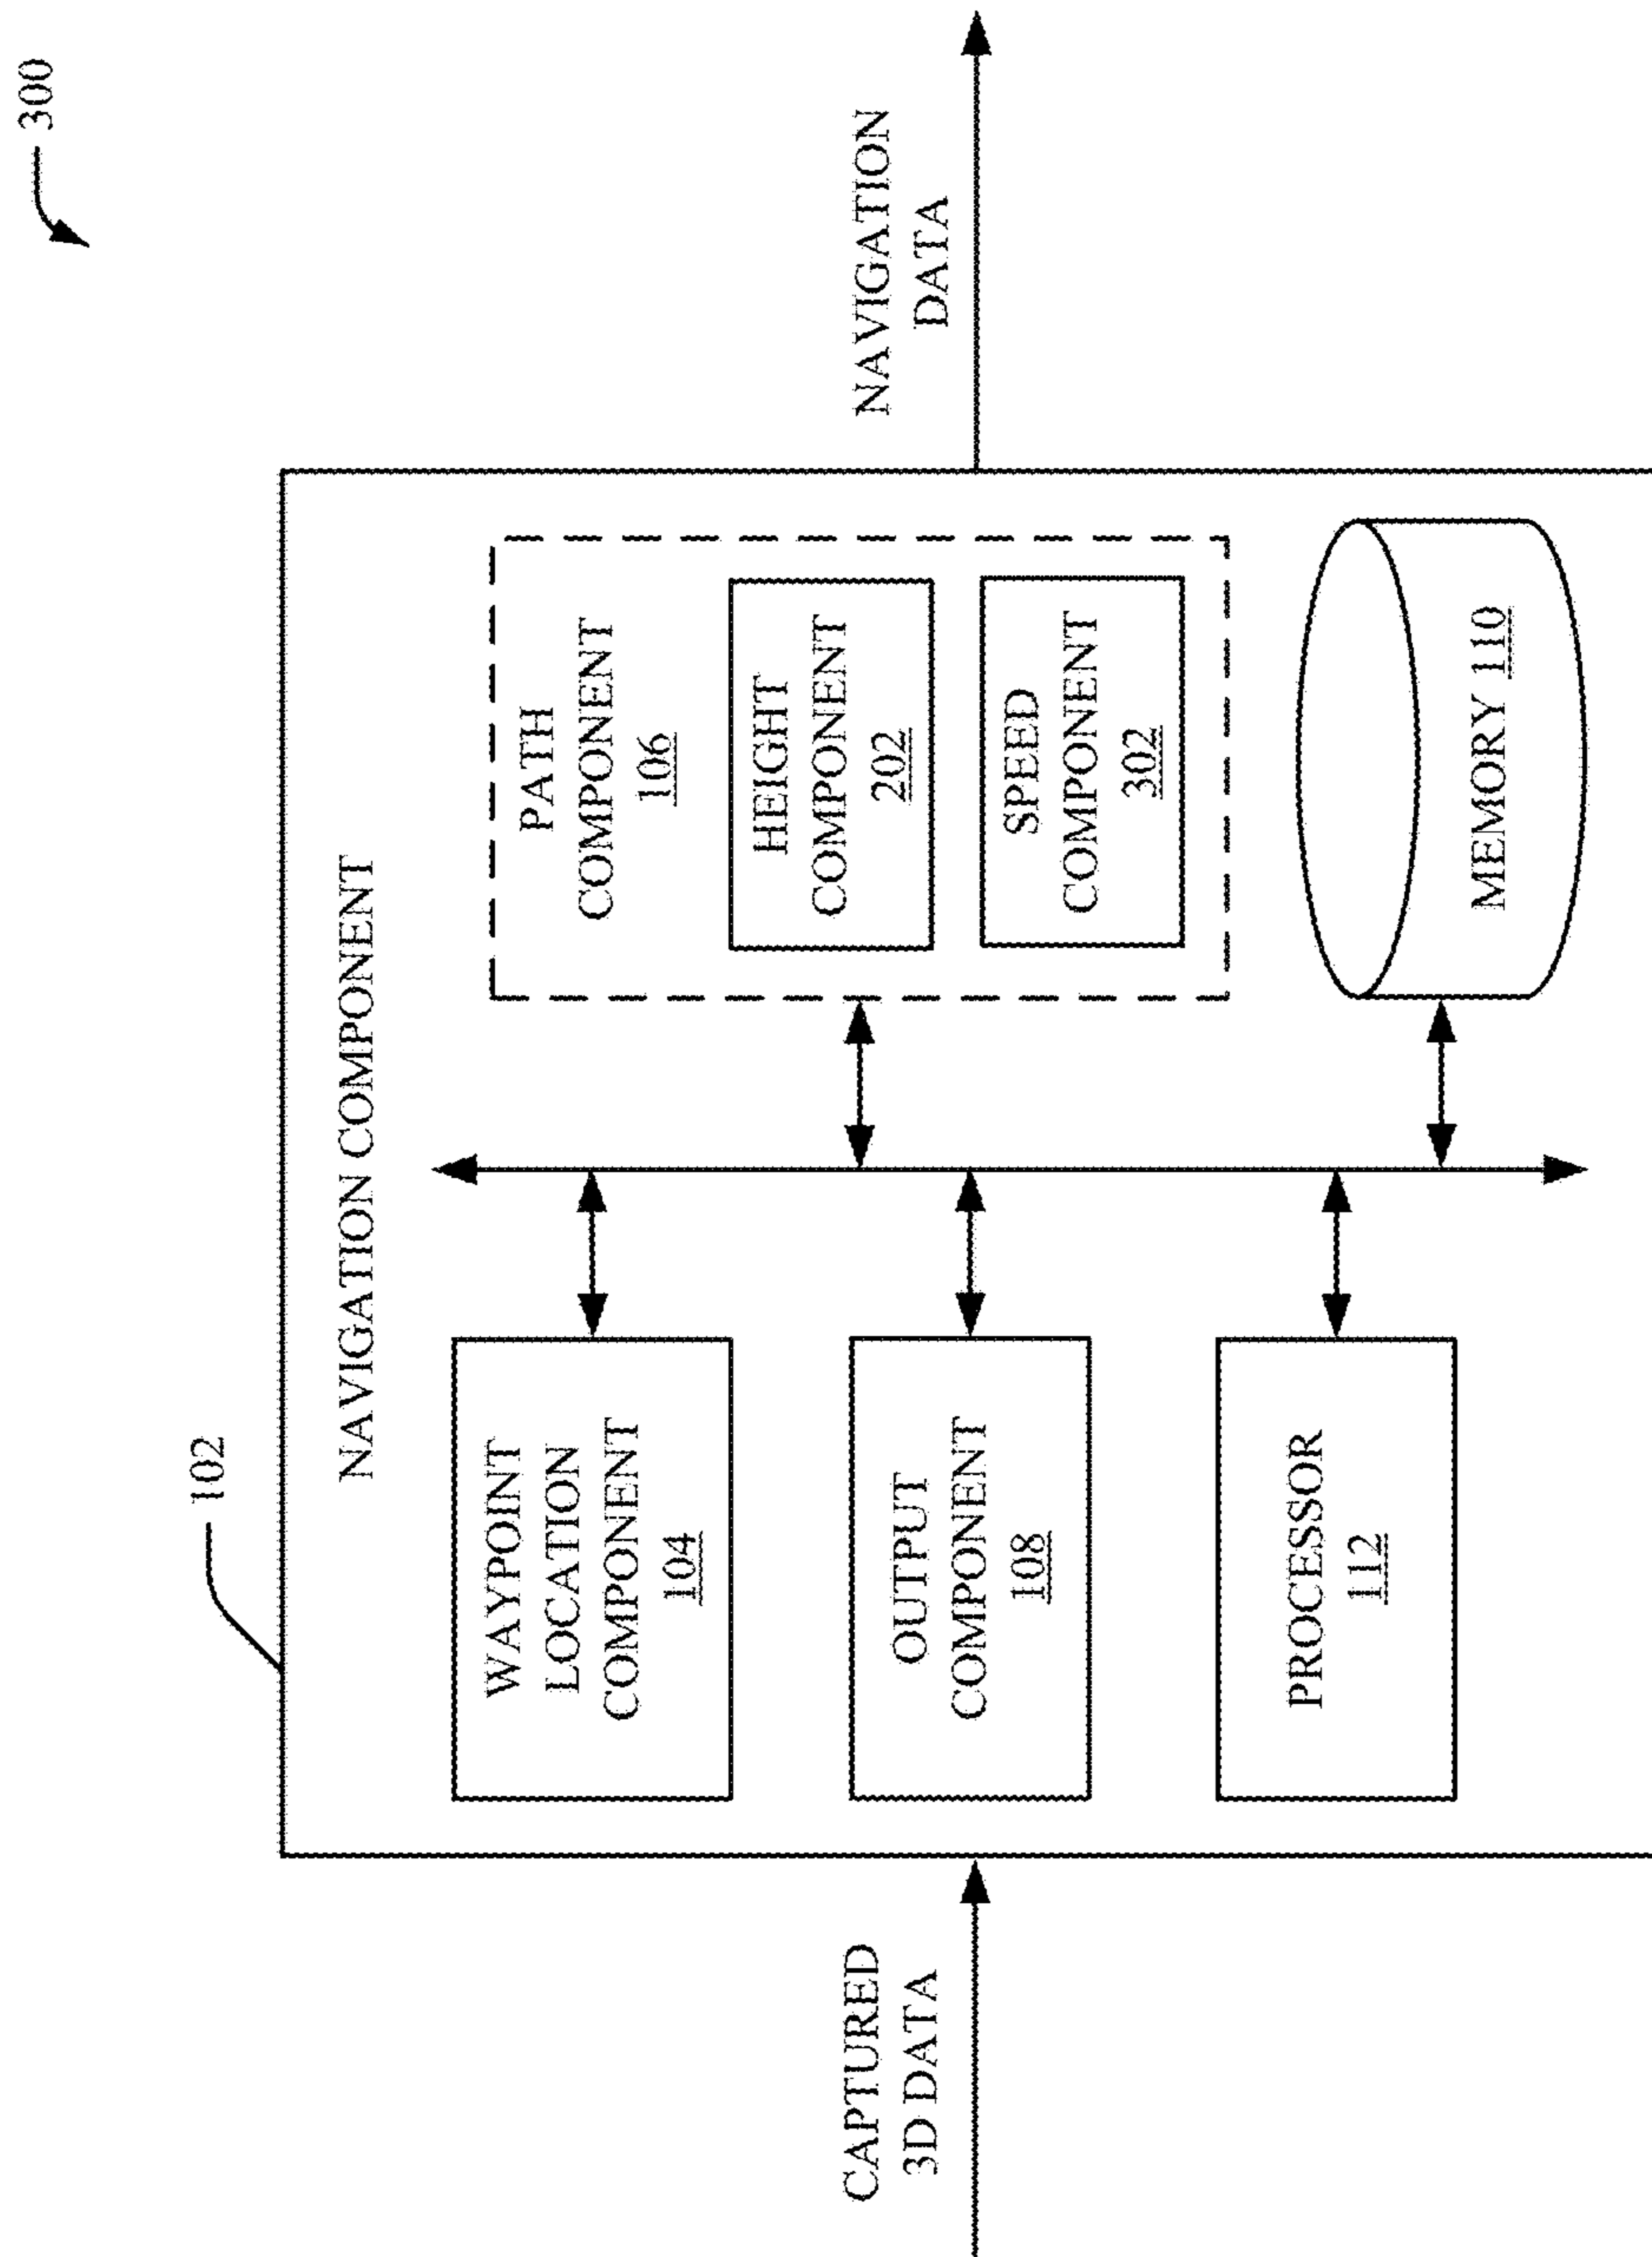 300
102
NAVIGATION COMPONENT
CAPTURED
3D DATA
WAYPOINT
LOCATION
COMPONENT
104
OUTPUT
COMPONENT
108
PROCESSOR
112
PATH
COMPONENT
106
HEIGHT
COMPONENT
202
SPEED
COMPONENT
302
MEMORY 110
NAVIGATION
DATA